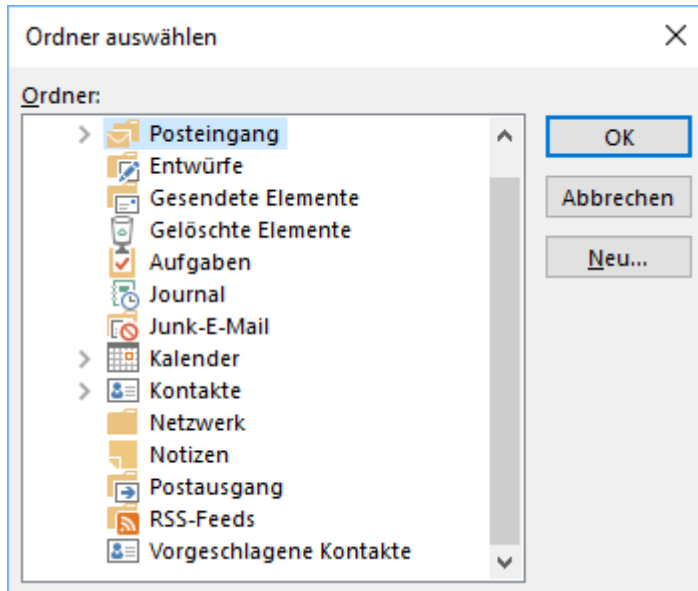 Ordner auswählen
Ordner:
Posteingang
Entwürfe
Gesendete Elemente
Gelöschte Elemente
Aufgaben
Journal
Junk-E-Mail
Kalender
Kontakte
Netzwerk
Notizen
Postausgang
RSS-Feeds
Vorgeschlagene Kontakte
OK
Abbrechen
Neu...